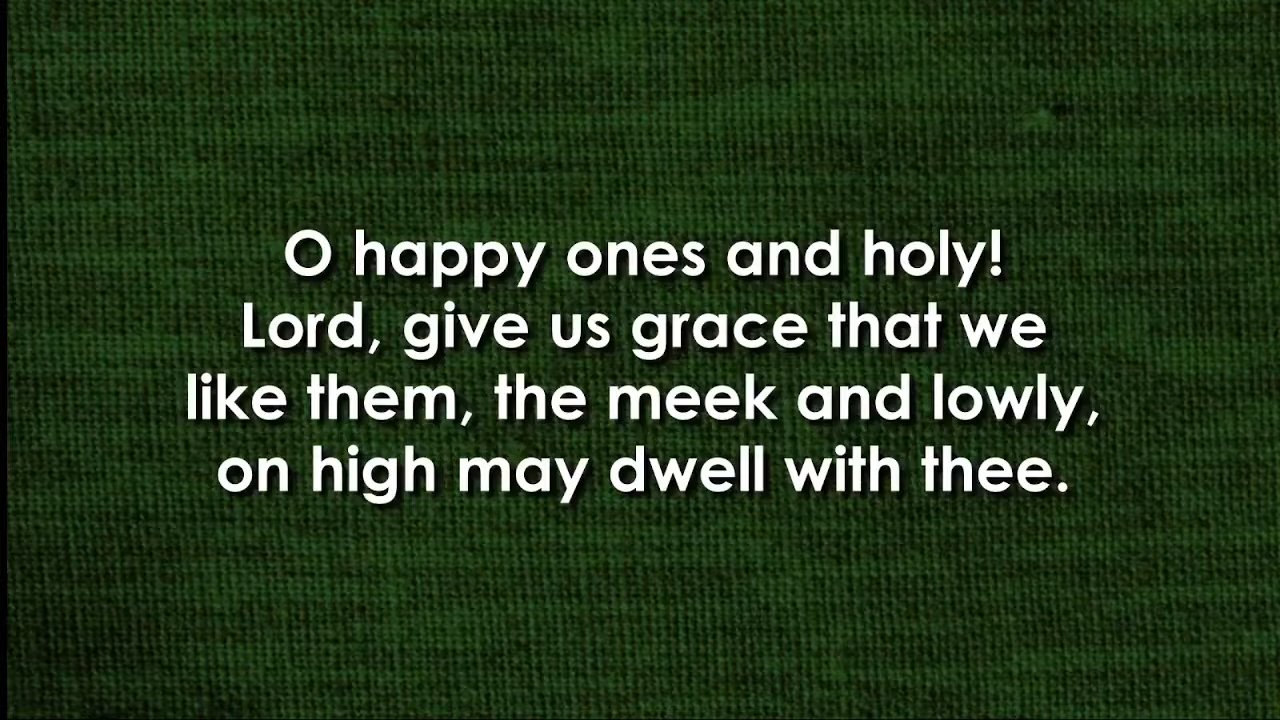 O happy ones and holy!
Lord, give us grace that we
like them, the meek and lowly,
on high may dwell with thee.